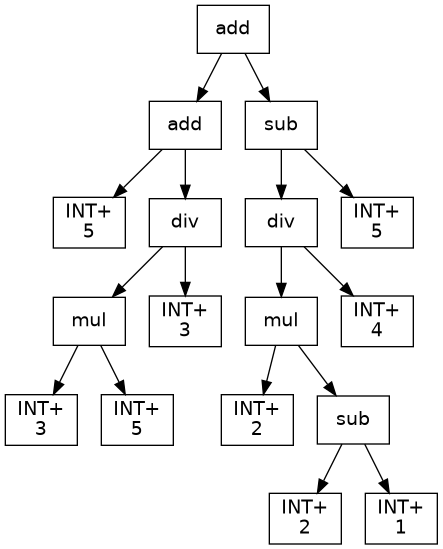 add
add
sub
INT+
5
div
div
INT+
5
mul
INT+
3
mul
INT+
4
INT+
3
INT+
5
INT+
2
sub
INT+
2
INT+
1